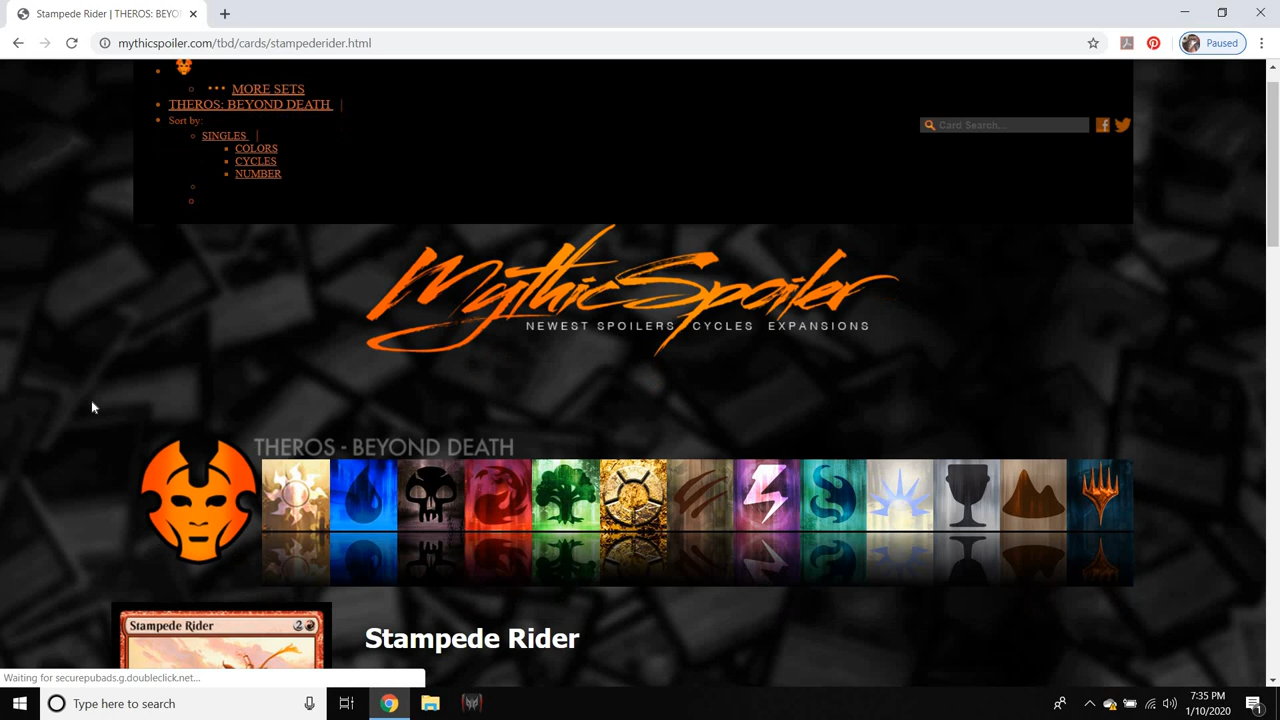 Stampede Rider | THEROS: BEYO
mythicspoiler.com/tbd/cards/stampederider.html
Paused
MORE SETS
THEROS: BEYOND DEATH |
Sort by:
SINGLES |
COLORS
CYCLES
NUMBER
Card Search,..
MythicSpoiler
NEWEST SPOILERS CYCLES EXPANSIONS
THEROS - BEYOND DEATH
Stampede Rider 2
Stampede Rider
Waiting for securepubads.g.doubleclick.net...
Type here to search
7:35 PM
1/10/2020
1